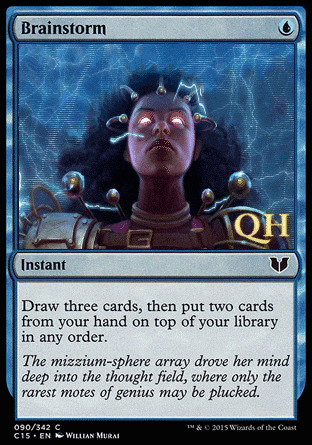 Brainstorm
QH
Instant
Draw three cards, then put two cards
from your hand on top of your library
in any order.
The mizzium-sphere array drove her mind
deep into the thought field, where only the
rarest motes of genius may be plucked.
090/342 C
C15 • EN Willian Murai
™ & © 2015 Wizards of the Coast